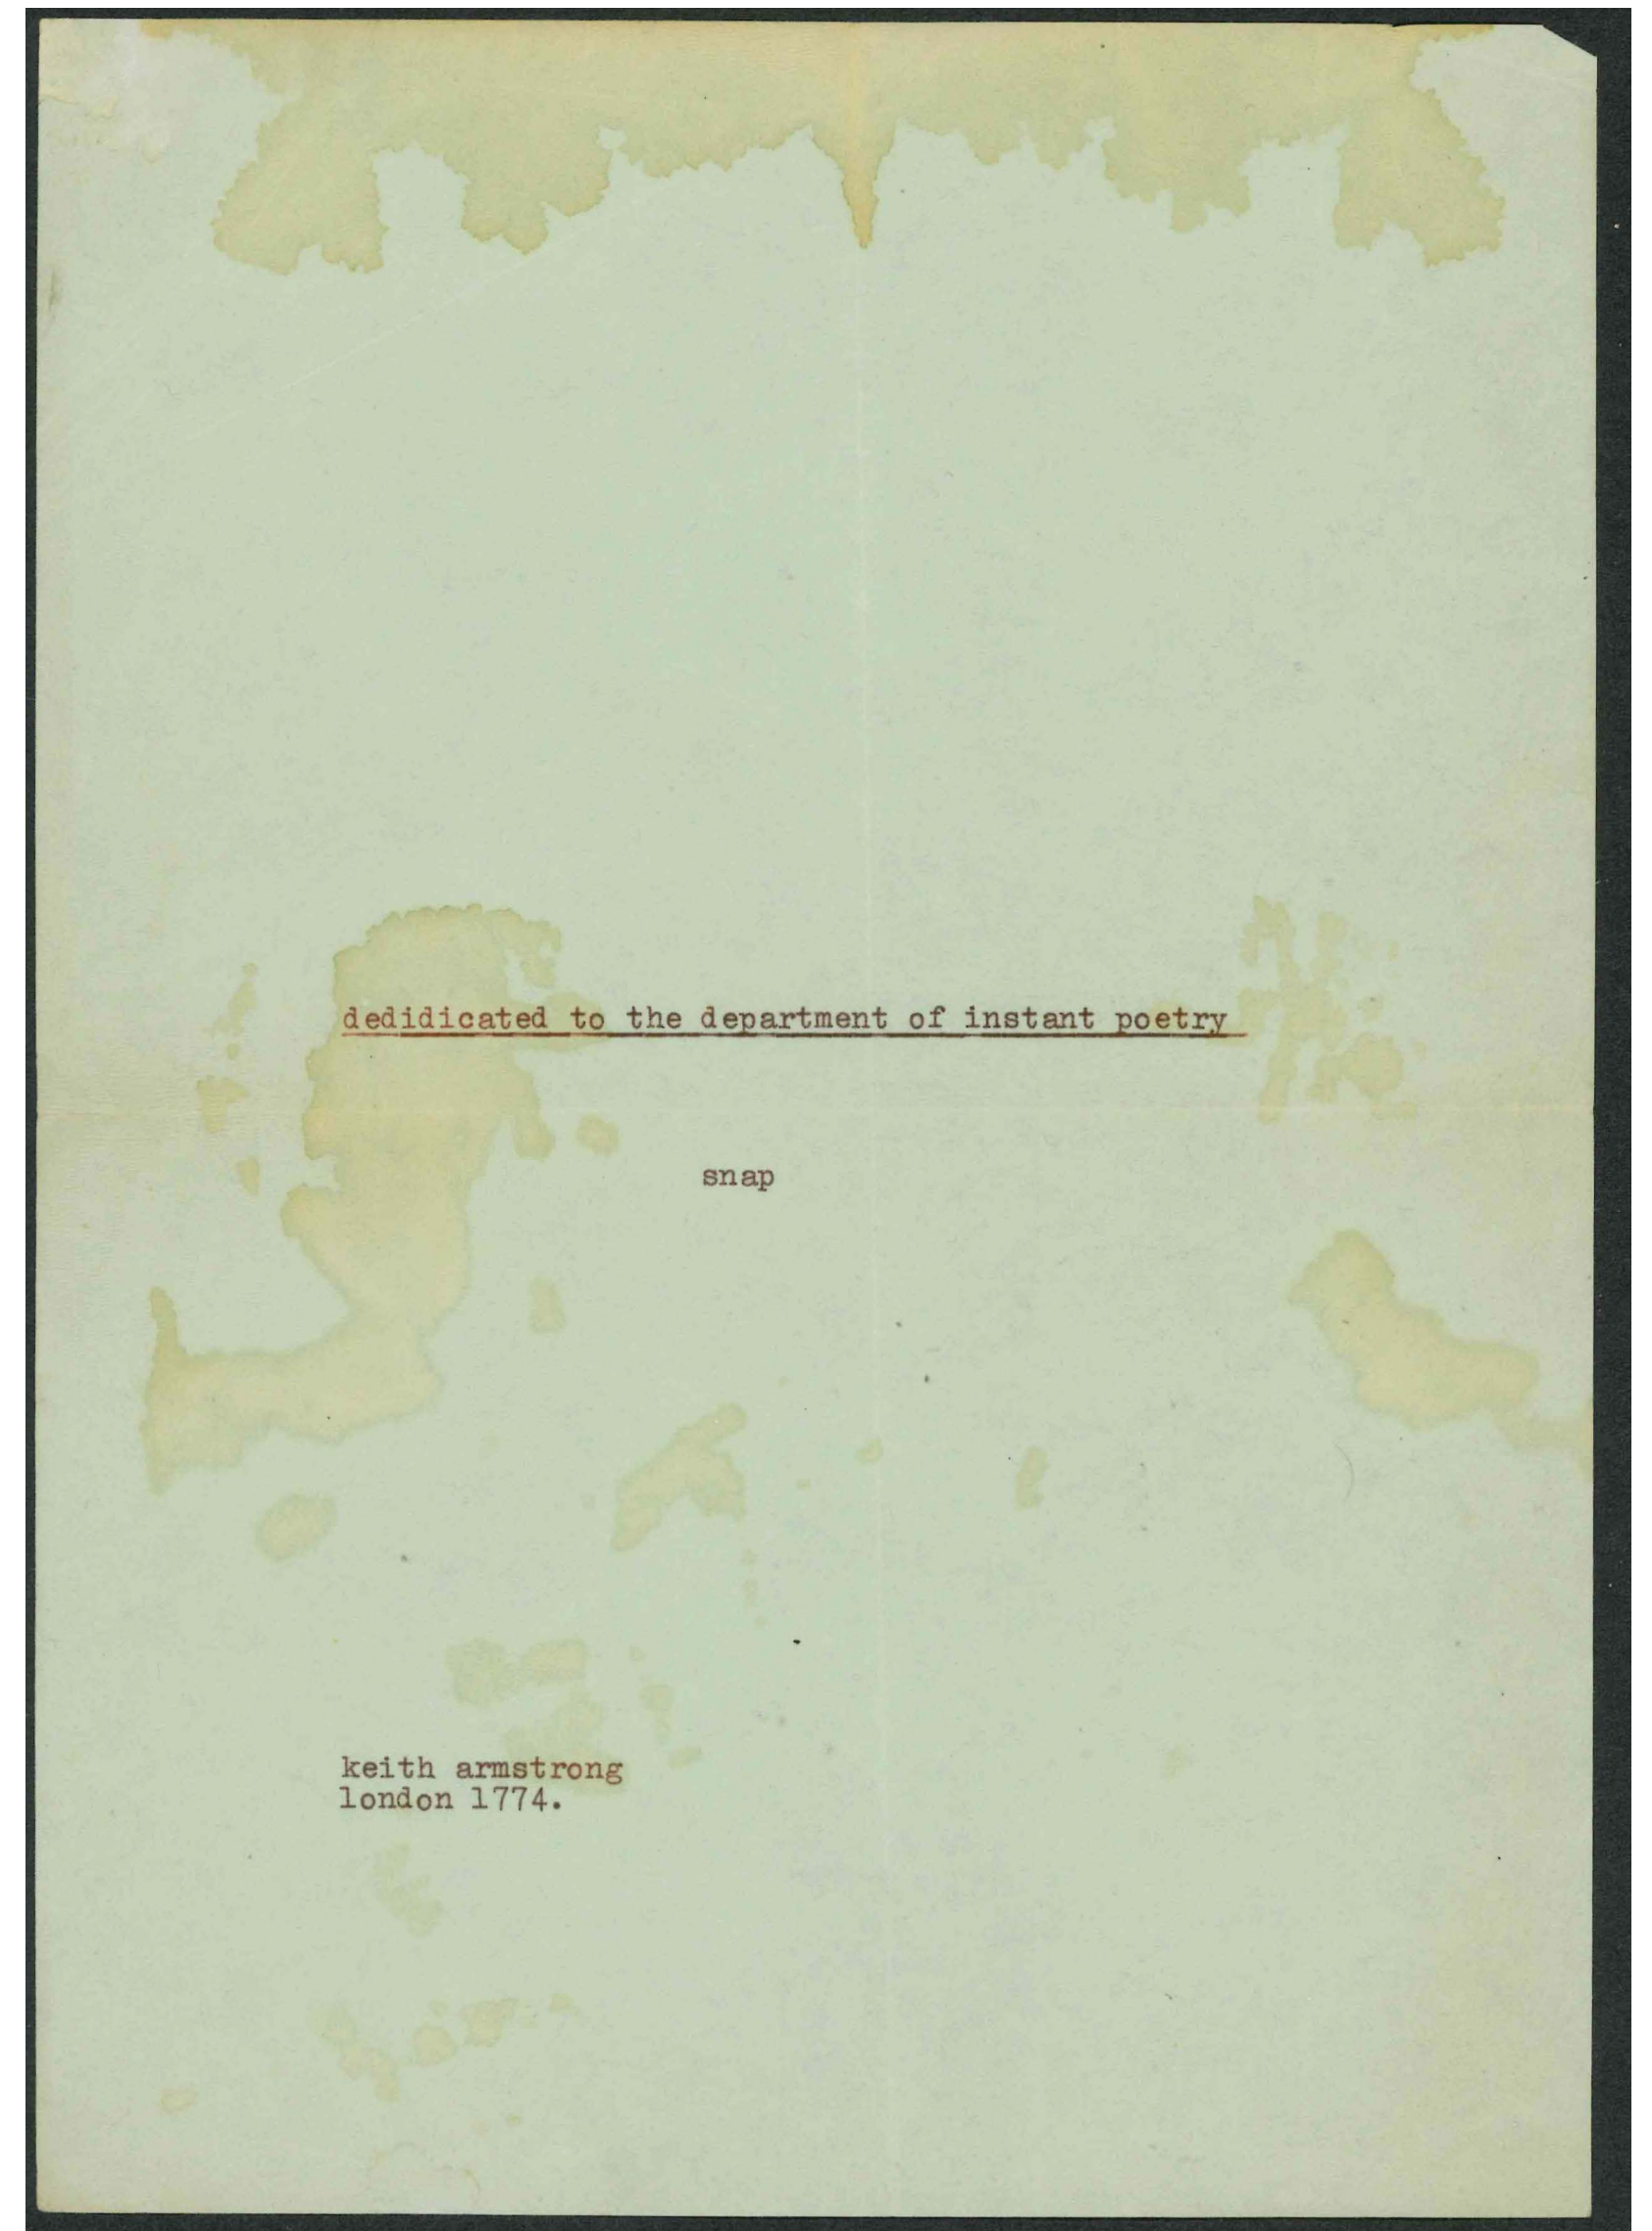 dedidicated to the department of instant poetry
snap
keith armstrong
london 1774.